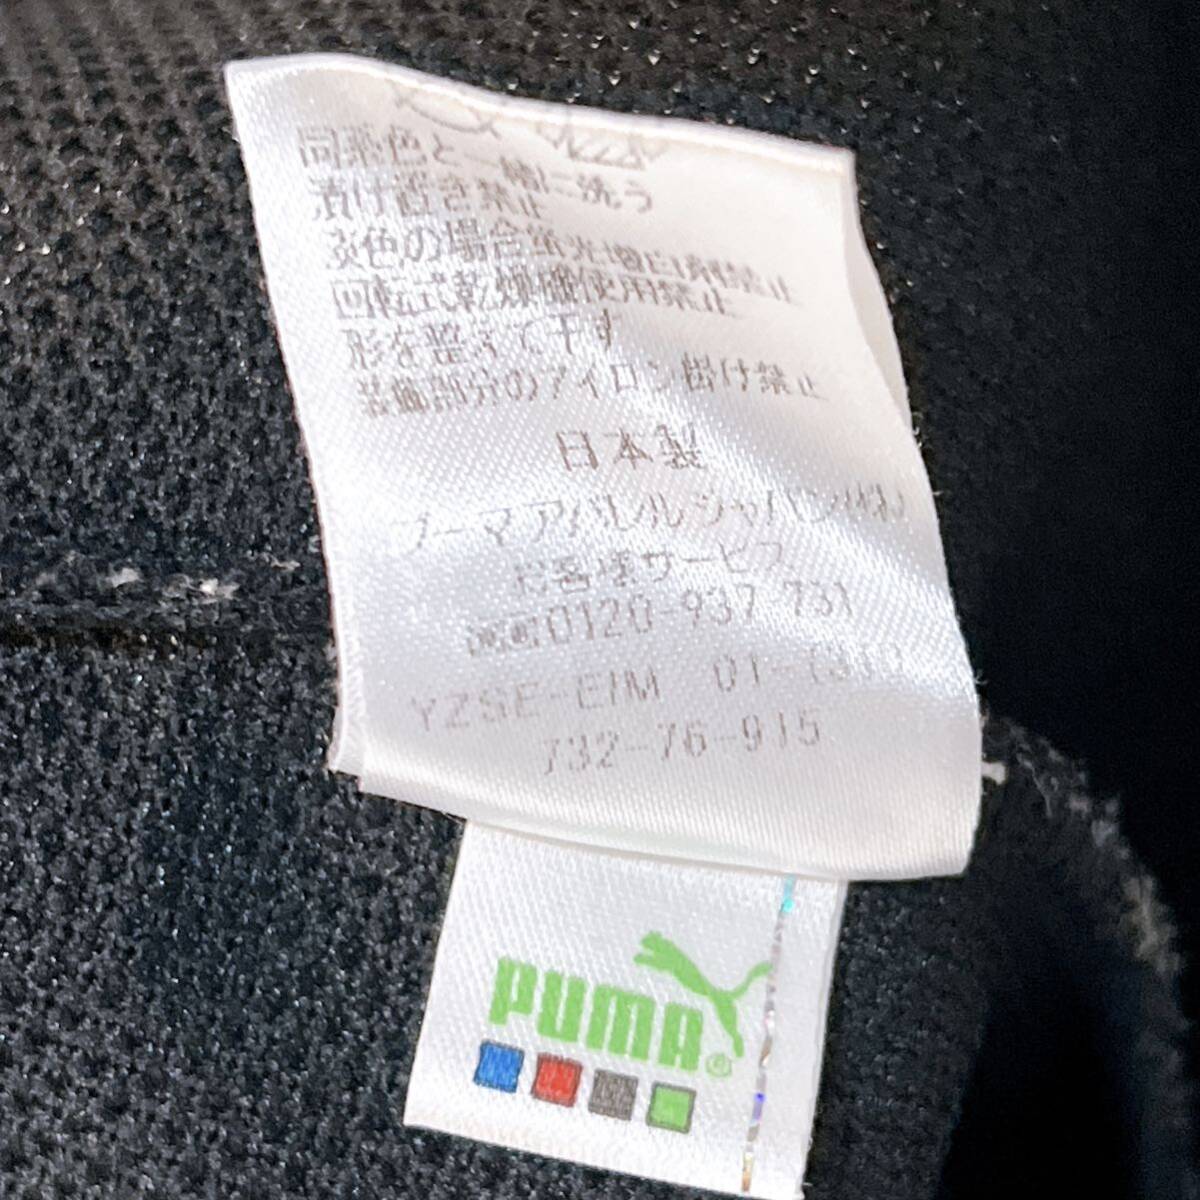 同系色と一緒に洗う
漬け置き禁止
淡色の場合蛍光増白剤禁止
回転式乾燥機使用禁止
形を整えて干す
装飾部分のアイロン掛け禁止
日本製
プーマアパレルジャパン(株)
お客様サービス
0120-937-731
YZSE-EIM
732-76-915
PUMA®